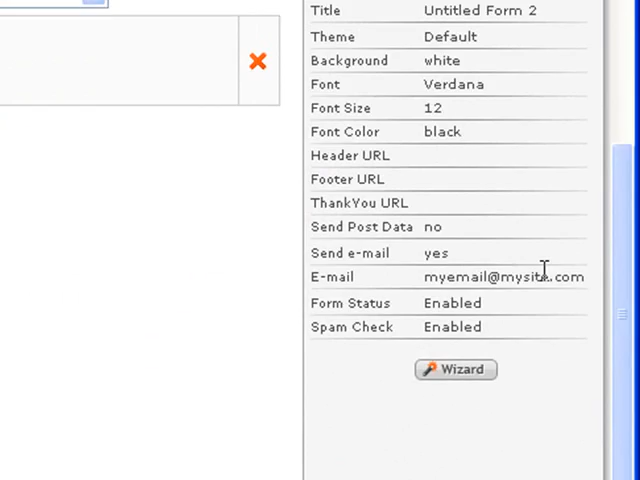 Title Untitled Form 2
Theme Default
Background white
Font Verdana
Font Size 12
Font Color black
Header URL
Footer URL
ThankYou URL
Send Post Data no
Send e-mail yes
E-mail myemail@mysite.com
Form Status Enabled
Spam Check Enabled
Wizard